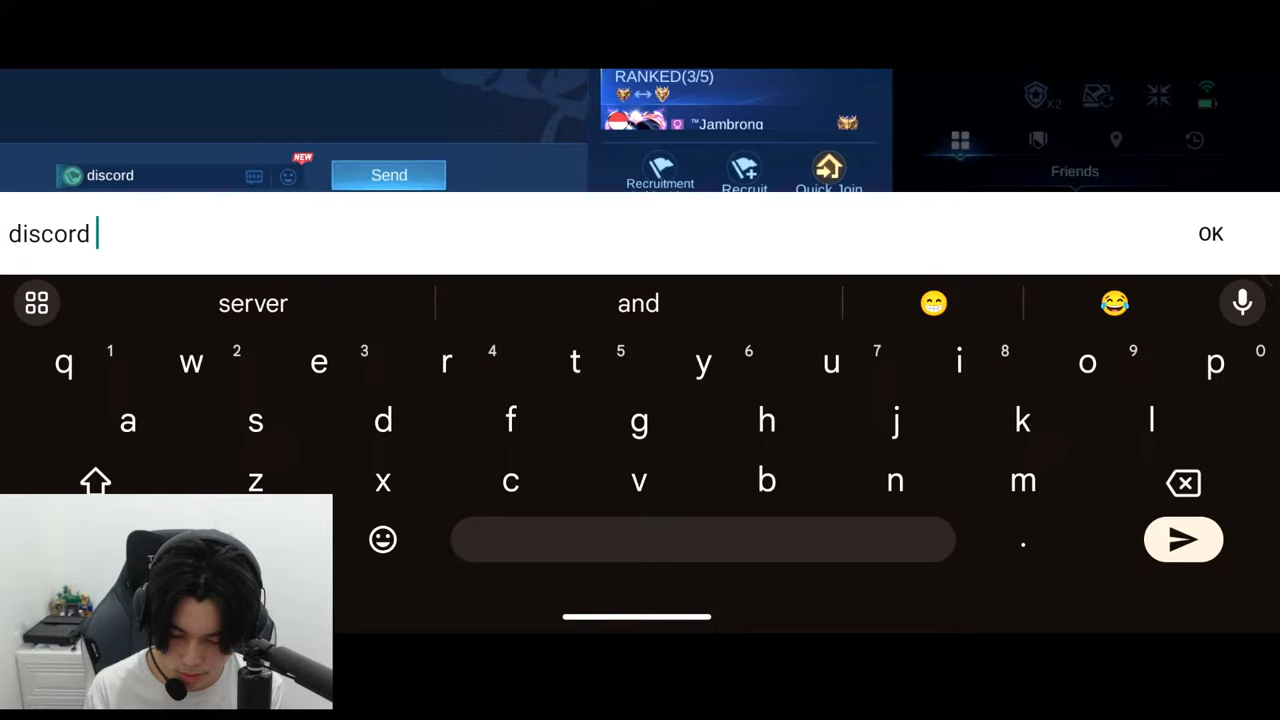 RANKED(3/5)
X2
™Jambrong
NEW
discord
Send
Recruitment
Recruit
Quick Join
Friends
discord
OK
server
and
q 1 w 2 e 3 r 4 t 5 y 6 u 7 i 8 o 9 p 0
a s d f g h j k l
z x c v b n m
.